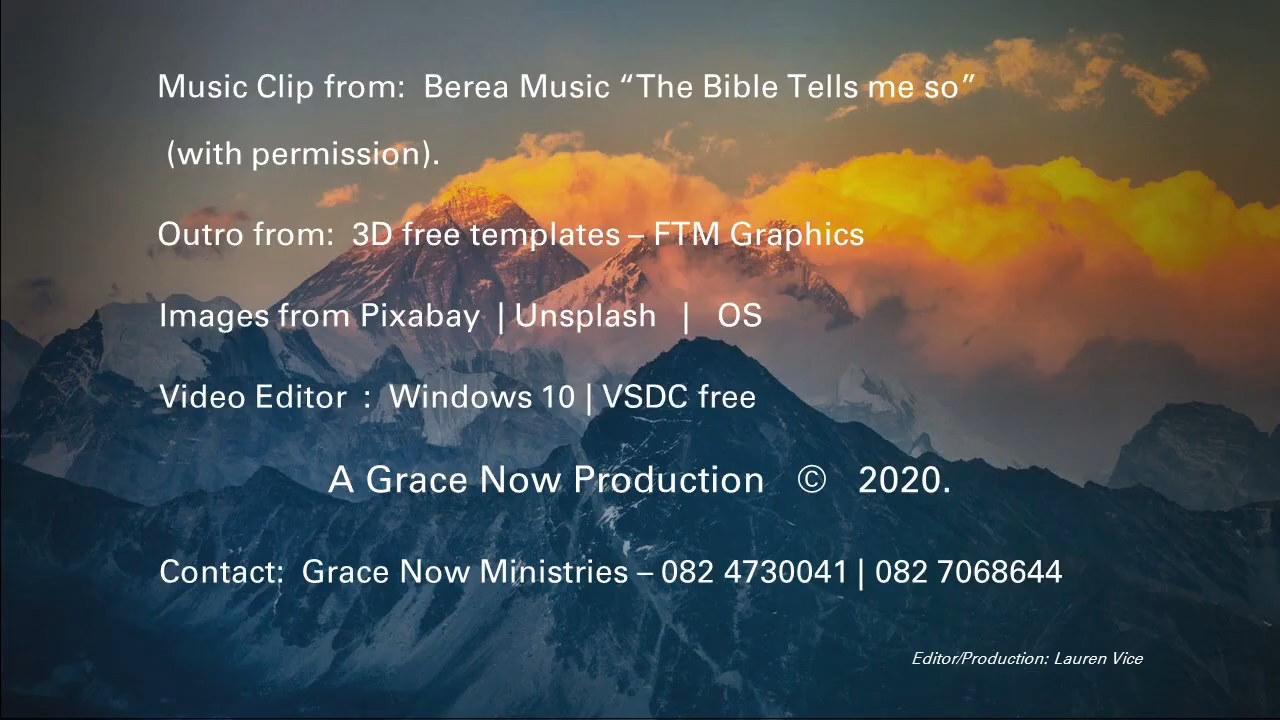 Music Clip from: Berea Music “The Bible Tells me so”
(with permission).
Outro from: 3D free templates – FTM Graphics
Images from Pixabay | Unsplash | OS
Video Editor : Windows 10 | VSDC free
A Grace Now Production © 2020.
Contact: Grace Now Ministries – 082 4730041 | 082 7068644
Editor/Production: Lauren Vice